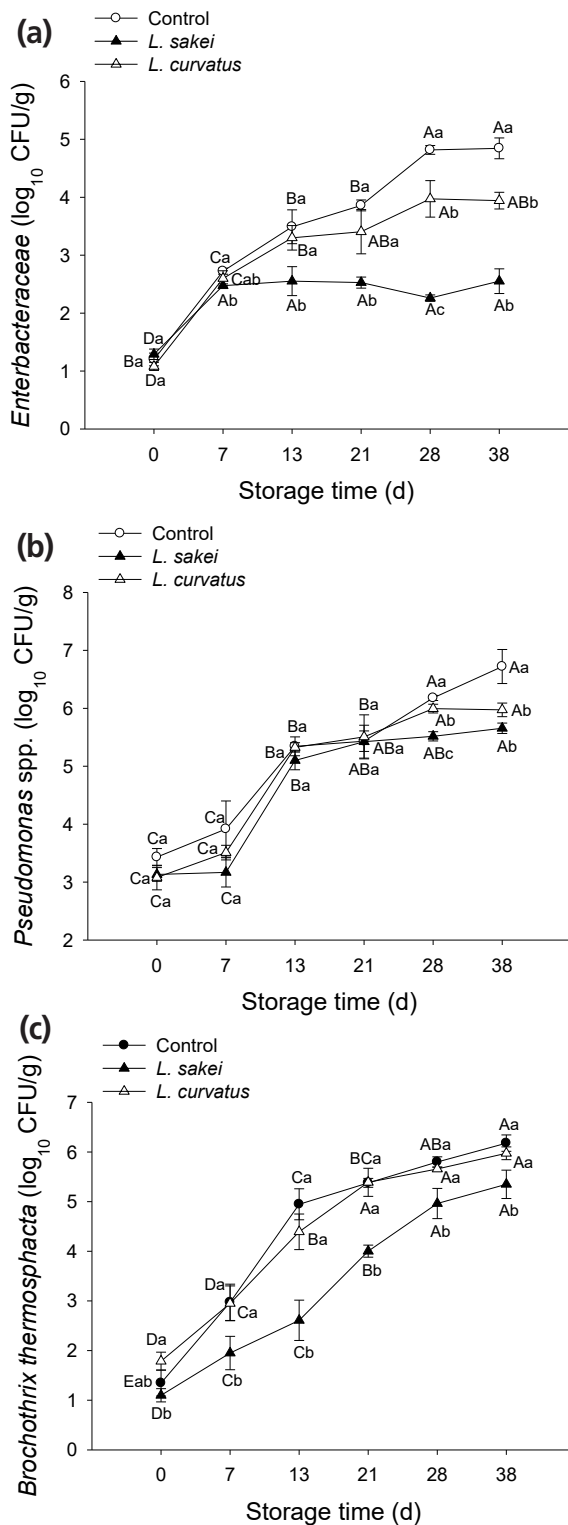 (a)
Control
L. sakei
L. curvatus
Enterbacteraceae (log10 CFU/g)
6
5
4
3
2
1
0
Aa
Aa
Ba
Ba
Ab
ABb
Ca
Ba
ABa
Cab
Ab
Ab
Ab
Ac
Ab
Da
Ba
Da
0 7 13 21 28 38
Storage time (d)
(b)
Control
L. sakei
L. curvatus
Pseudomonas spp. (log10 CFU/g)
8
7
6
5
4
3
2
Aa
Aa
Ba
Ba
Ab
Ab
Ba
ABa
ABa
ABc
Ab
Ba
Ca
Ca
Ca
Ca
Ca
Ca
0 7 13 21 28 38
Storage time (d)
(c)
Control
L. sakei
L. curvatus
Brochothrix thermosphacta (log10 CFU/g)
7
6
5
4
3
2
1
0
Aa
ABa
BCa
Ca
Aa
Aa
Aa
Ba
Ab
Ab
Bb
Da
Ca
Da
Eab
Cb
Cb
Db
0 7 13 21 28 38
Storage time (d)